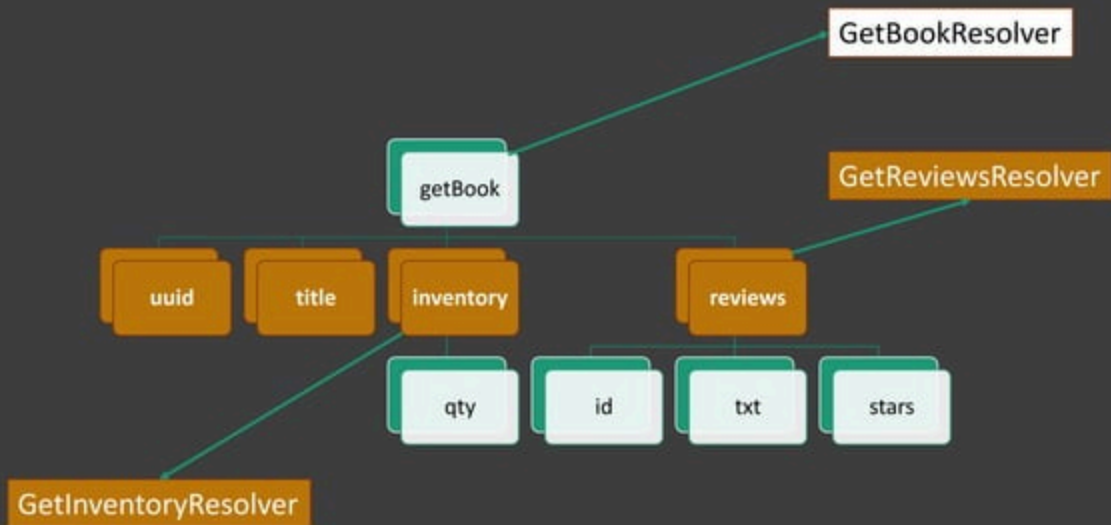 GetBookResolver
GetReviewsResolver
getBook
uuid
title
inventory
reviews
qty
id
txt
stars
GetInventoryResolver